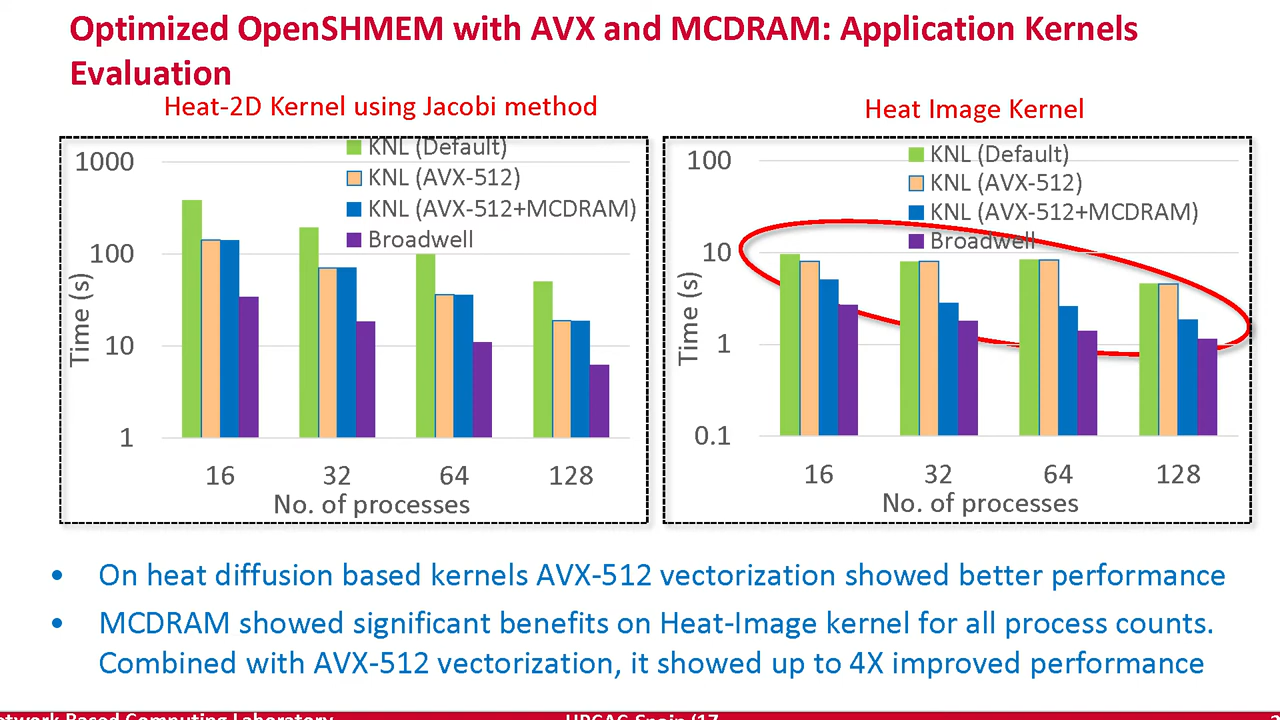 Optimized OpenSHMEM with AVX and MCDRAM: Application Kernels
Evaluation
Heat-2D Kernel using Jacobi method
KNL (Default)
KNL (AVX-512)
KNL (AVX-512+MCDRAM)
Broadwell
1000
100
10
1
Time (s)
16 32 64 128
No. of processes
Heat Image Kernel
KNL (Default)
KNL (AVX-512)
KNL (AVX-512+MCDRAM)
Broadwell
100
10
1
0.1
Time (s)
16 32 64 128
No. of processes
• On heat diffusion based kernels AVX-512 vectorization showed better performance
• MCDRAM showed significant benefits on Heat-Image kernel for all process counts.
Combined with AVX-512 vectorization, it showed up to 4X improved performance
Based Computing Laboratory